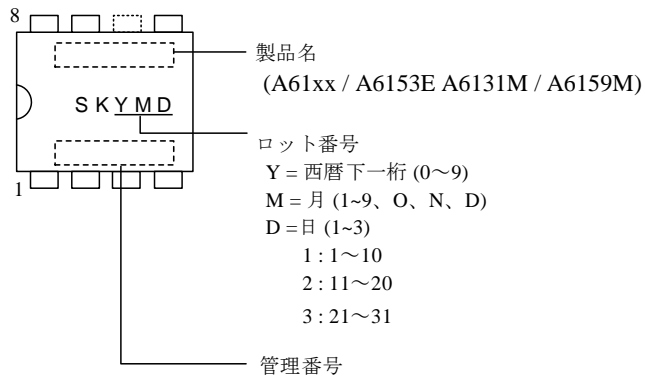 8
製品名
(A61xx / A6153E A6131M / A6159M)
SKYMD
ロット番号
Y = 西暦下一桁 (0～9)
M = 月 (1~9、O、N、D)
D =日 (1~3)
1 : 1～10
2 : 11～20
3 : 21～31
1
管理番号